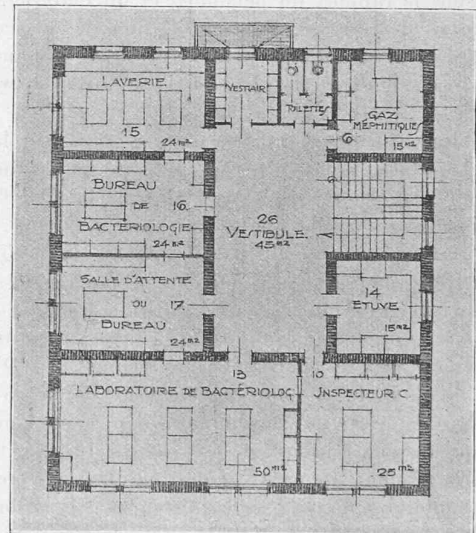 LAVERIE
15
24 m2
VESTIAIR
TOILETTES
GAZ
MÉPHITIQUES
6
15 m2
BUREAU
DE 16
BACTÉRIOLOGIE
24 m2
26
VESTIBULE
45 m2
SALLE D'ATTENTE
OU 17
BUREAU
24 m2
14
ETUVE
15 m2
13
LABORATOIRE DE BACTÉRIOLOG
50 m2
10
INSPECTEUR C
25 m2